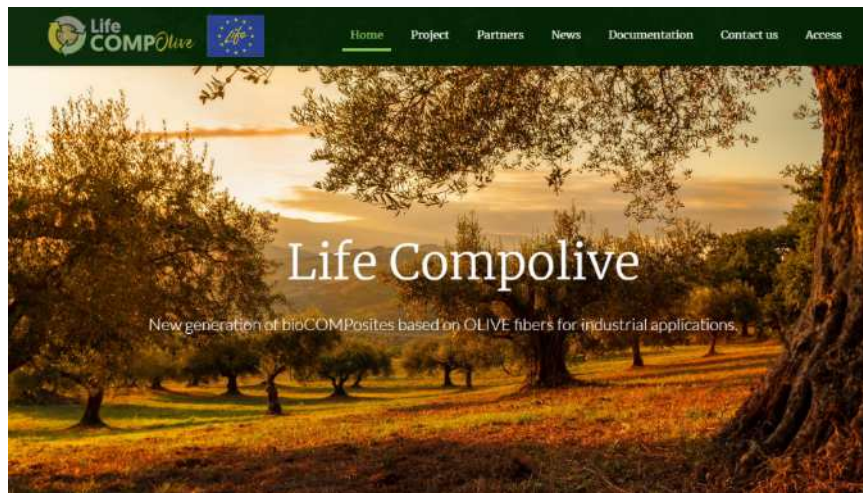 Life
COMPOlive
Life
Home Project Partners News Documentation Contact us Access
Life Compolive
New generation of bioCOMPosites based on OLIVE fibers for industrial applications.